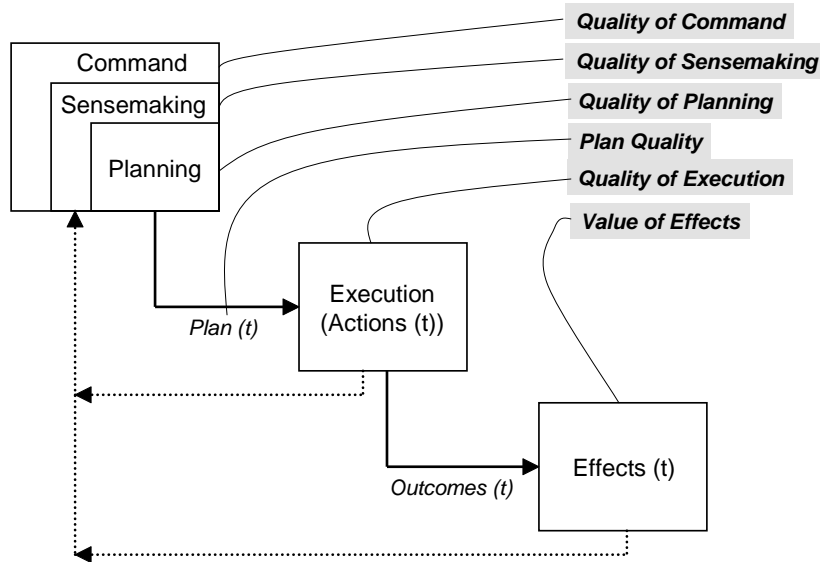 Quality of Command
Command
Quality of Sensemaking
Sensemaking
Quality of Planning
Plan Quality
Planning
Quality of Execution
Value of Effects
Execution
(Actions (t))
Plan (t)
Effects (t)
Outcomes (t)